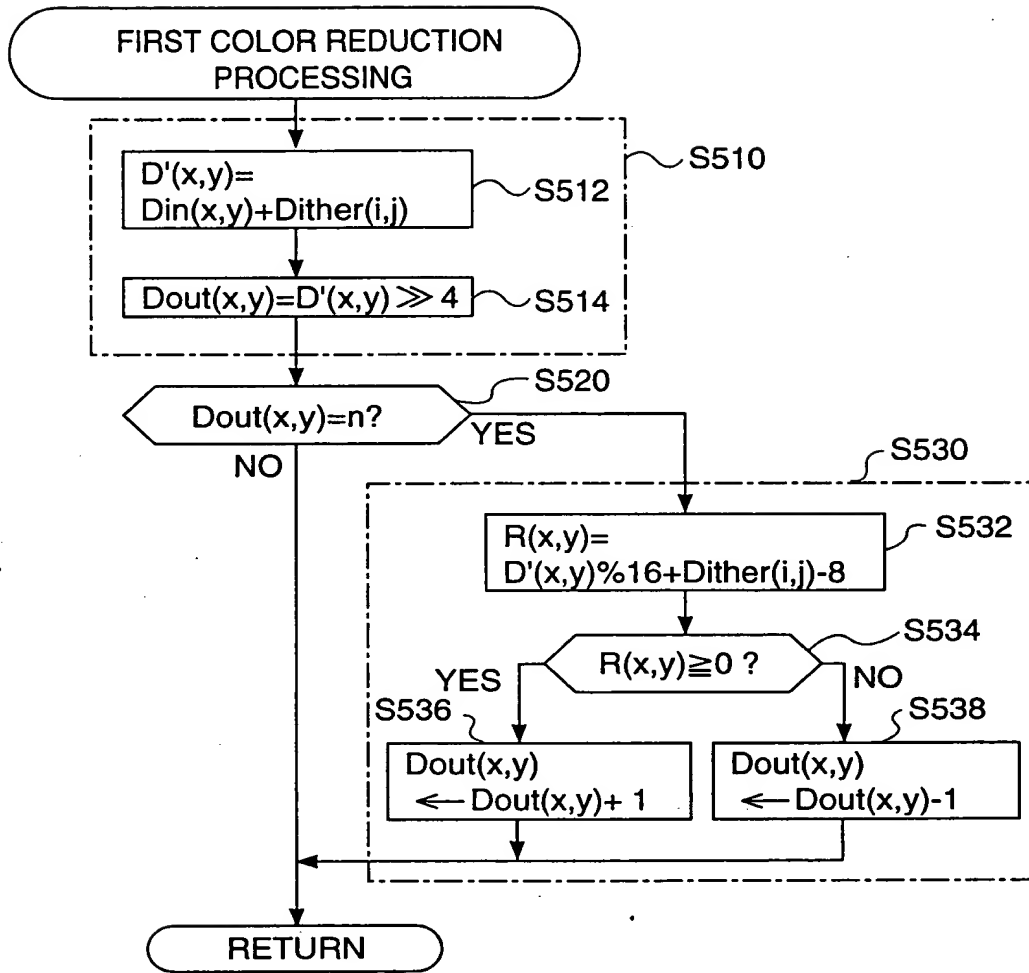 FIRST COLOR REDUCTION
PROCESSING
S510
D'(x,y)=
Din(x,y)+Dither(i,j)
S512
Dout(x,y)=D'(x,y) ≫ 4
S514
S520
Dout(x,y)=n?
YES
NO
S530
R(x,y)=
D'(x,y)%16+Dither(i,j)-8
S532
S534
R(x,y)≧0 ?
YES
NO
S536
S538
Dout(x,y)
← Dout(x,y)+ 1
Dout(x,y)
← Dout(x,y)-1
RETURN